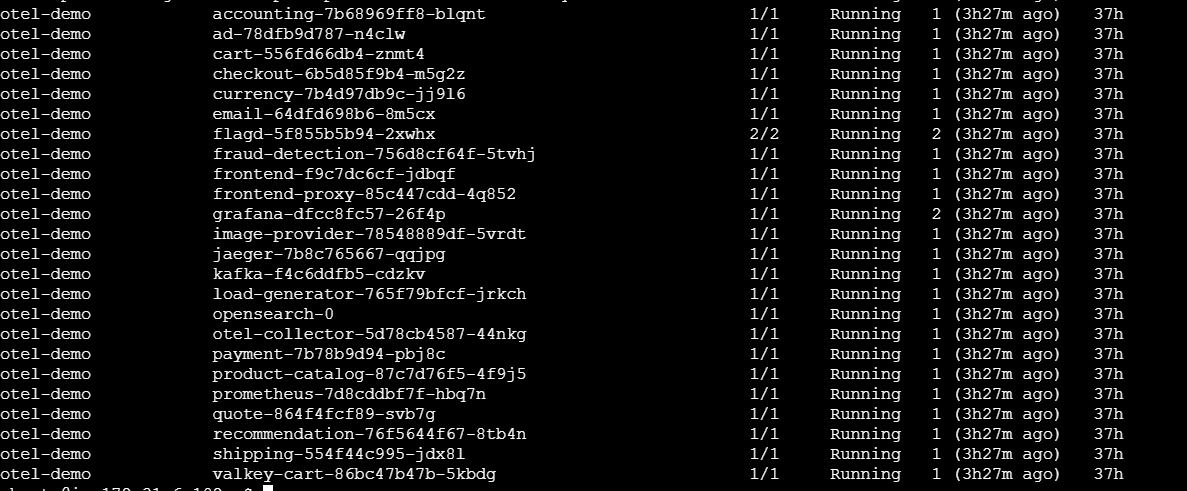 otel-demo accounting-7b68969ff8-blqnt 1/1 Running 1 (3h27m ago) 37h
otel-demo ad-78dfb9d787-n4clw 1/1 Running 1 (3h27m ago) 37h
otel-demo cart-556fd66db4-znmt4 1/1 Running 1 (3h27m ago) 37h
otel-demo checkout-6b5d85f9b4-m5g2z 1/1 Running 1 (3h27m ago) 37h
otel-demo currency-7b4d97db9c-jj9l6 1/1 Running 1 (3h27m ago) 37h
otel-demo email-64dfd698b6-8m5cx 1/1 Running 1 (3h27m ago) 37h
otel-demo flagd-5f855b5b94-2xwhx 2/2 Running 2 (3h27m ago) 37h
otel-demo fraud-detection-756d8cf64f-5tvhj 1/1 Running 1 (3h27m ago) 37h
otel-demo frontend-f9c7dc6cf-jdbqf 1/1 Running 1 (3h27m ago) 37h
otel-demo frontend-proxy-85c447cdd-4q852 1/1 Running 1 (3h27m ago) 37h
otel-demo grafana-dfcc8fc57-26f4p 1/1 Running 2 (3h27m ago) 37h
otel-demo image-provider-78548889df-5vrdt 1/1 Running 1 (3h27m ago) 37h
otel-demo jaeger-7b8c765667-qqjpg 1/1 Running 1 (3h27m ago) 37h
otel-demo kafka-f4c6ddfb5-cdzkv 1/1 Running 1 (3h27m ago) 37h
otel-demo load-generator-765f79bfcf-jrkch 1/1 Running 1 (3h27m ago) 37h
otel-demo opensearch-0 1/1 Running 1 (3h27m ago) 37h
otel-demo otel-collector-5d78cb4587-44nkg 1/1 Running 1 (3h27m ago) 37h
otel-demo payment-7b78b9d94-pbj8c 1/1 Running 1 (3h27m ago) 37h
otel-demo product-catalog-87c7d76f5-4f9j5 1/1 Running 1 (3h27m ago) 37h
otel-demo prometheus-7d8cddbf7f-hbq7n 1/1 Running 1 (3h27m ago) 37h
otel-demo quote-864f4fcf89-svb7g 1/1 Running 1 (3h27m ago) 37h
otel-demo recommendation-76f5644f67-8tb4n 1/1 Running 1 (3h27m ago) 37h
otel-demo shipping-554f44c995-jdx8l 1/1 Running 1 (3h27m ago) 37h
otel-demo valkey-cart-86bc47b47b-5kbdg 1/1 Running 1 (3h27m ago) 37h